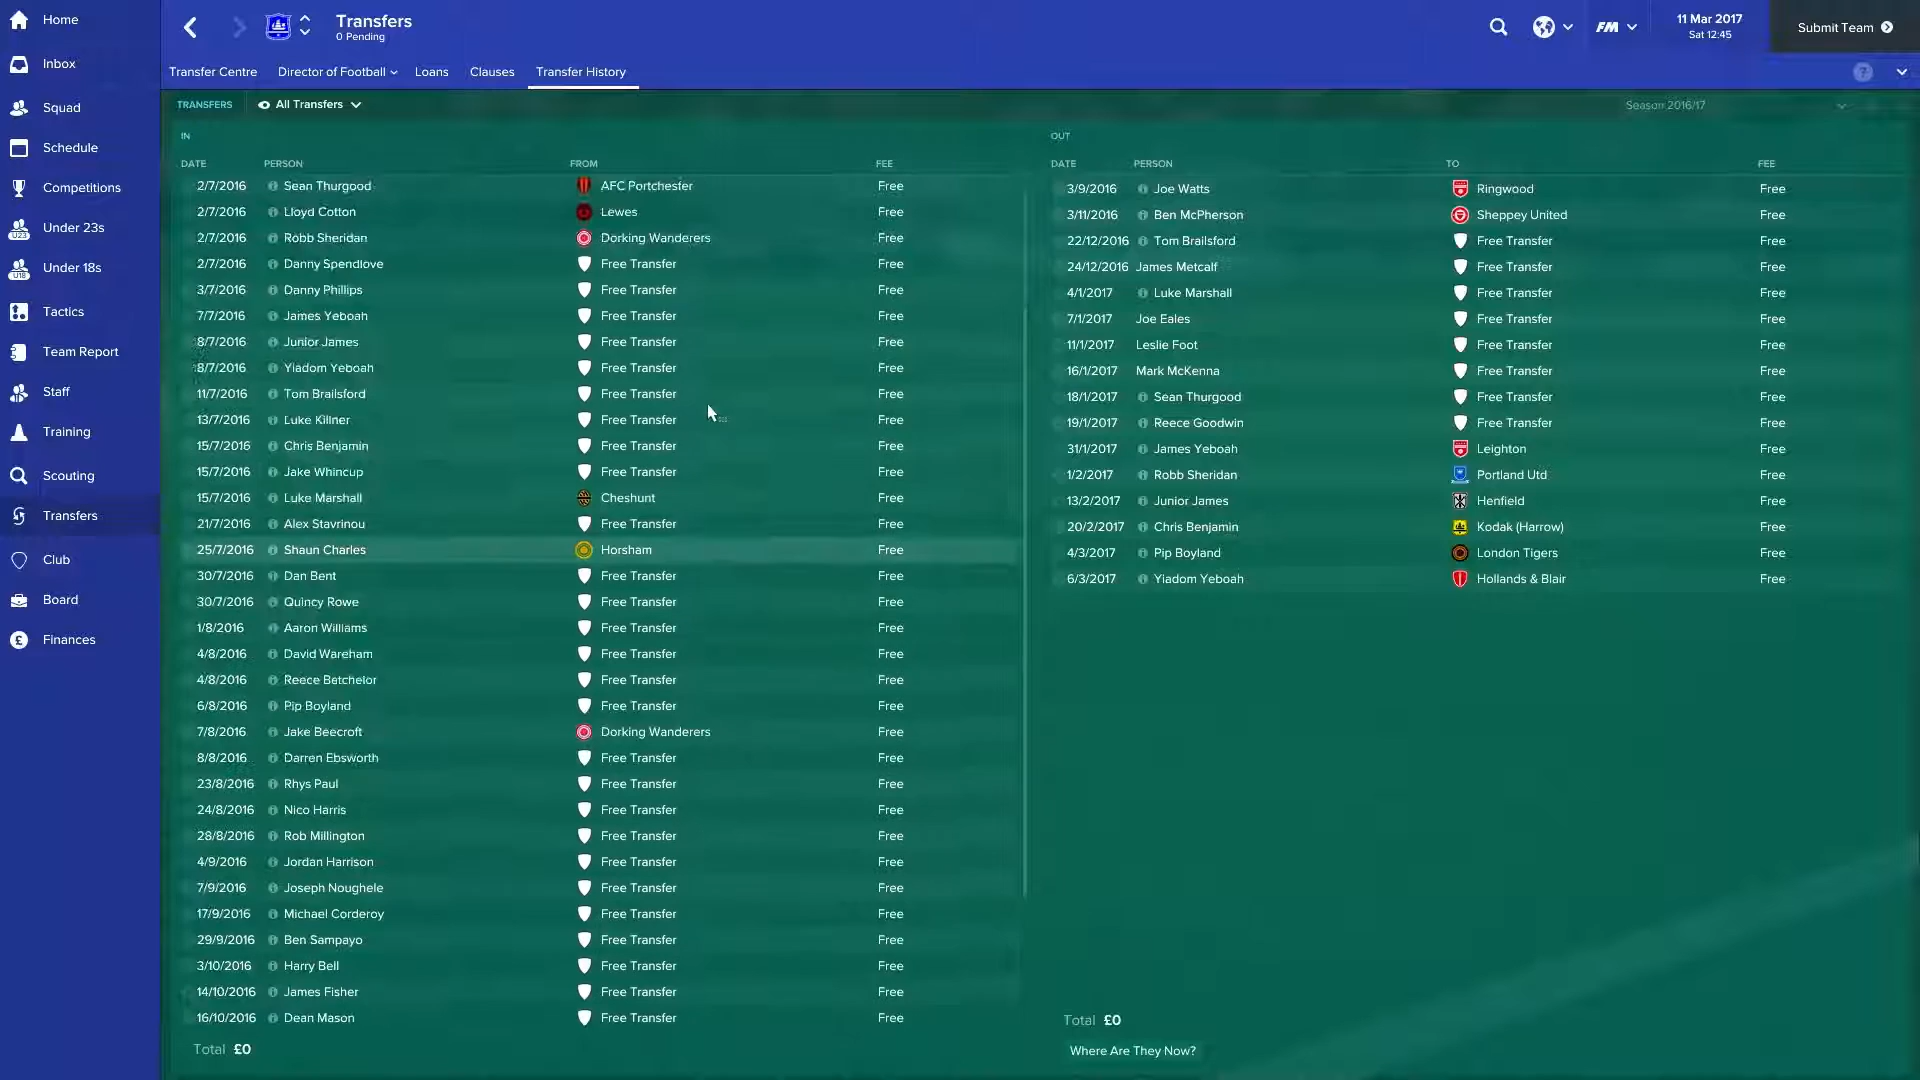 Home
Inbox
Squad
Schedule
Competitions
Under 23s
Under 18s
Tactics
Team Report
Staff
Training
Scouting
Transfers
Club
Board
Finances
Transfers
0 Pending
FM
11 Mar 2017
Sat 12:45
Submit Team
Transfer Centre Director of Football Loans Clauses Transfer History
?
TRANSFERS All Transfers
Season 2016/17
IN
DATE PERSON FROM FEE
2/7/2016 Sean Thurgood AFC Portchester Free
2/7/2016 Lloyd Cotton Lewes Free
2/7/2016 Robb Sheridan Dorking Wanderers Free
2/7/2016 Danny Spendlove Free Transfer Free
3/7/2016 Danny Phillips Free Transfer Free
7/7/2016 James Yeboah Free Transfer Free
8/7/2016 Junior James Free Transfer Free
8/7/2016 Yiadom Yeboah Free Transfer Free
11/7/2016 Tom Brailsford Free Transfer Free
13/7/2016 Luke Killner Free Transfer Free
15/7/2016 Chris Benjamin Free Transfer Free
15/7/2016 Jake Whincup Free Transfer Free
15/7/2016 Luke Marshall Cheshunt Free
21/7/2016 Alex Stavrinou Free Transfer Free
25/7/2016 Shaun Charles Horsham Free
30/7/2016 Dan Bent Free Transfer Free
30/7/2016 Quincy Rowe Free Transfer Free
1/8/2016 Aaron Williams Free Transfer Free
4/8/2016 David Wareham Free Transfer Free
4/8/2016 Reece Betchelor Free Transfer Free
6/8/2016 Pip Boyland Free Transfer Free
7/8/2016 Jake Beecroft Dorking Wanderers Free
8/8/2016 Darren Ebsworth Free Transfer Free
23/8/2016 Rhys Paul Free Transfer Free
24/8/2016 Nico Harris Free Transfer Free
28/8/2016 Rob Millington Free Transfer Free
4/9/2016 Jordan Harrison Free Transfer Free
7/9/2016 Joseph Noughele Free Transfer Free
17/9/2016 Michael Corderoy Free Transfer Free
29/9/2016 Ben Sampayo Free Transfer Free
3/10/2016 Harry Bell Free Transfer Free
14/10/2016 James Fisher Free Transfer Free
16/10/2016 Dean Mason Free Transfer Free
Total £0
OUT
DATE PERSON TO FEE
3/9/2016 Joe Watts Ringwood Free
3/11/2016 Ben McPherson Sheppey United Free
22/12/2016 Tom Brailsford Free Transfer Free
24/12/2016 James Metcalf Free Transfer Free
4/1/2017 Luke Marshall Free Transfer Free
7/1/2017 Joe Eales Free Transfer Free
11/1/2017 Leslie Foot Free Transfer Free
16/1/2017 Mark McKenna Free Transfer Free
18/1/2017 Sean Thurgood Free Transfer Free
19/1/2017 Reece Goodwin Free Transfer Free
31/1/2017 James Yeboah Leighton Free
1/2/2017 Robb Sheridan Portland Utd Free
13/2/2017 Junior James Henfield Free
20/2/2017 Chris Benjamin Kodak (Harrow) Free
4/3/2017 Pip Boyland London Tigers Free
6/3/2017 Yiadom Yeboah Hollands & Blair Free
Total £0
Where Are They Now?